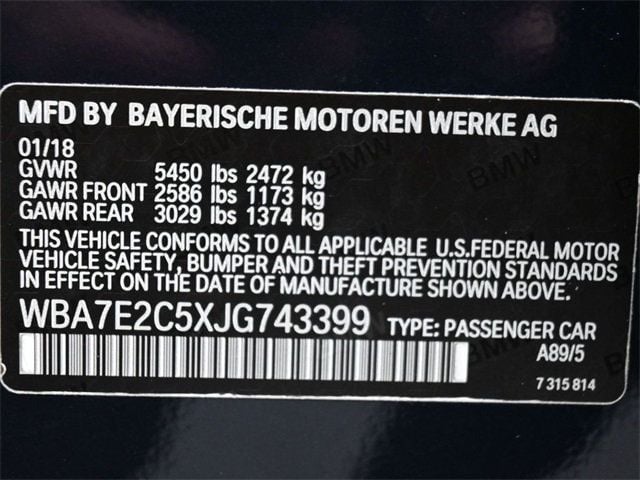 MFD BY BAYERISCHE MOTOREN WERKE AG
01/18
GVWR 5450 lbs 2472 kg
GAWR FRONT 2586 lbs 1173 kg
GAWR REAR 3029 lbs 1374 kg
THIS VEHICLE CONFORMS TO ALL APPLICABLE U.S.FEDERAL MOTOR
VEHICLE SAFETY, BUMPER AND THEFT PREVENTION STANDARDS
IN EFFECT ON THE DATE OF MANUFACTURE SHOWN ABOVE.
WBA7E2C5XJG743399 TYPE: PASSENGER CAR
A89/5
7 315 814
BMW
BMW
BMW